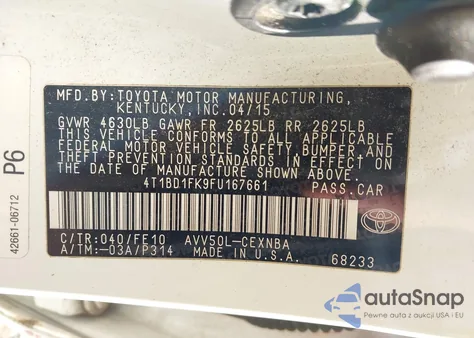 MFD.BY: TOYOTA MOTOR MANUFACTURING,
KENTUCKY, INC. 04/15
GVWR 4630LB GAWR FR 2625LB RR 2625LB
THIS VEHICLE CONFORMS TO ALL APPLICABLE
FEDERAL MOTOR VEHICLE SAFETY,BUMPER, AND
THEFT PREVENTION STANDARDS IN EFFECT ON
THE DATE OF MANUFACTURE SHOWN ABOVE.
4T1BD1FK9FU167661 PASS.CAR
C/TR:040/FF10 AVV50L-CEXNBA
A/TM:-03A/P314 MADE IN U.S.A. 68233
TOYOTA
42661-06712 P6
autoSnap
Pewne auta z aukcji USA i EU